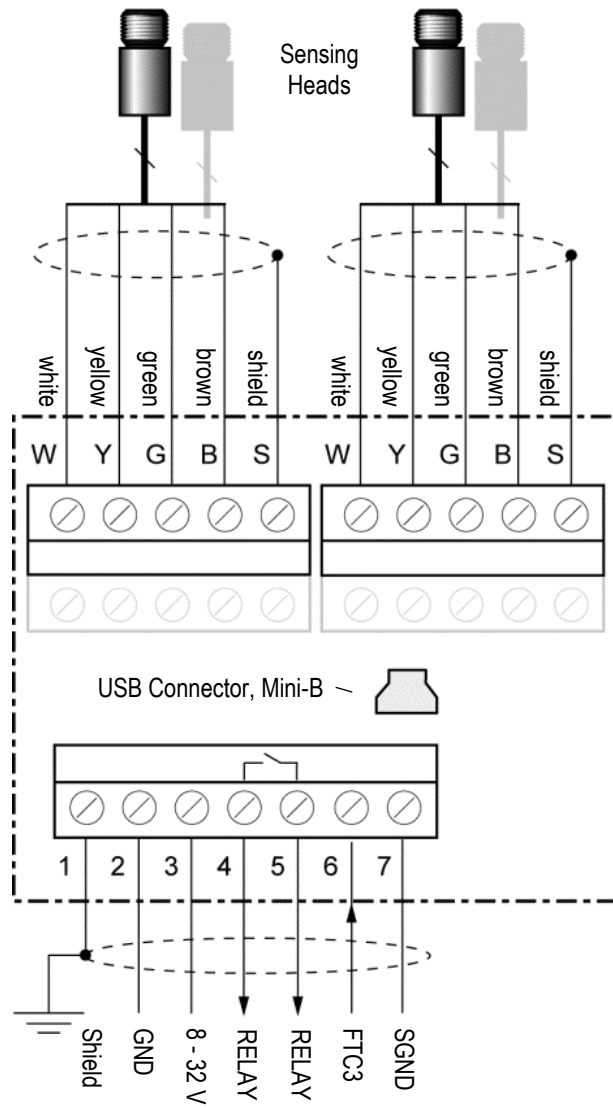 Sensing
Heads
white yellow green brown shield white yellow green brown shield
W Y G B S W Y G B S
USB Connector, Mini-B
1 2 3 4 5 6 7
Shield GND 8 - 32 V RELAY RELAY FTC3 SGND